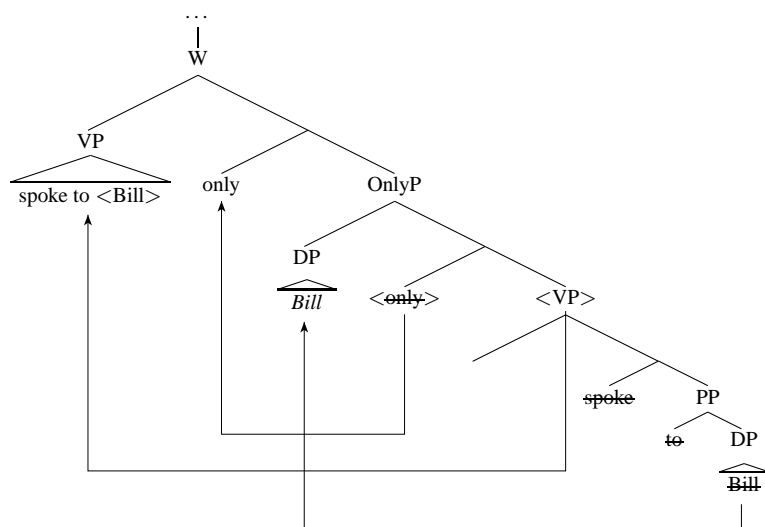 ...
W
VP
spoke to <Bill>
only
OnlyP
DP
Bill
<only>
<VP>
spoke
PP
to
DP
Bill